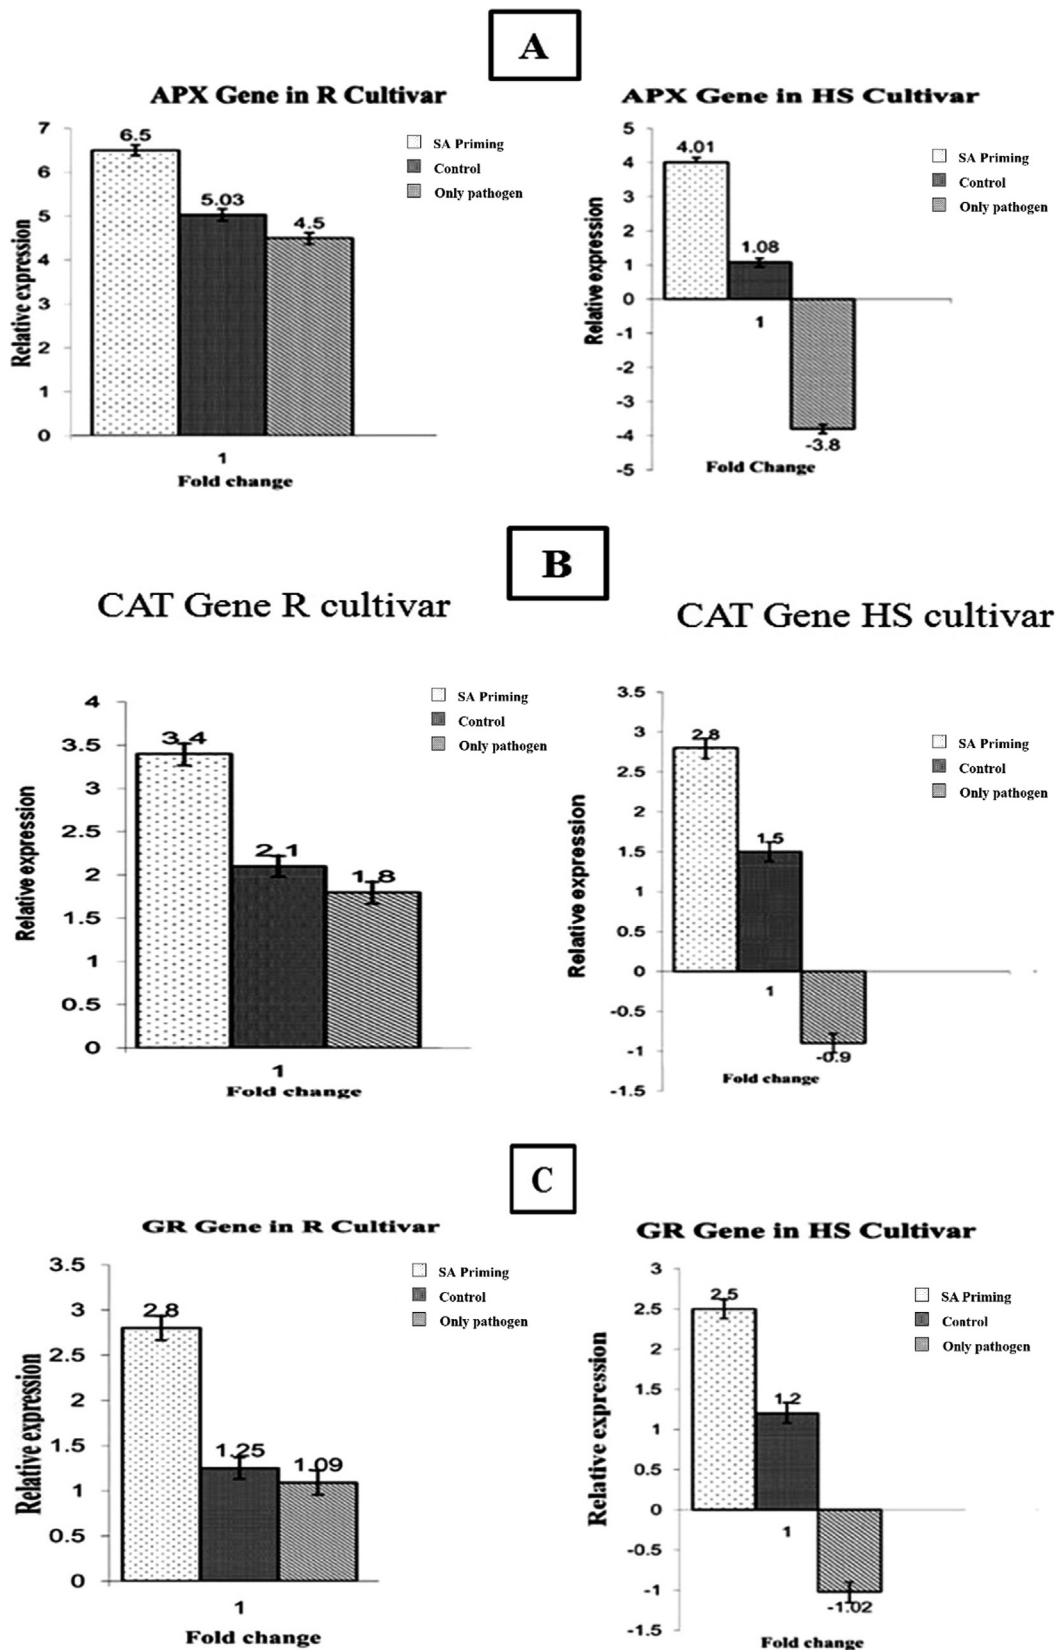 A
APX Gene in R Cultivar
7
6
5
4
3
2
1
0
Relative expression
6.5
5.03
4.5
1
Fold change
SA Priming
Control
Only pathogen
APX Gene in HS Cultivar
5
4
3
2
1
0
-1
-2
-3
-4
-5
Relative expression
4.01
1.08
-3.8
1
Fold Change
SA Priming
Control
Only pathogen
B
CAT Gene R cultivar
4
3.5
3
2.5
2
1.5
1
0.5
0
Relative expression
3.4
2.1
1.8
1
Fold change
SA Priming
Control
Only pathogen
CAT Gene HS cultivar
3.5
3
2.5
2
1.5
1
0.5
0
-0.5
-1
-1.5
Relative expression
2.8
1.5
-0.9
1
Fold change
SA Priming
Control
Only pathogen
C
GR Gene in R Cultivar
3.5
3
2.5
2
1.5
1
0.5
0
Relative expression
2.8
1.25
1.09
1
Fold change
SA Priming
Control
Only pathogen
GR Gene in HS Cultivar
3
2.5
2
1.5
1
0.5
0
-0.5
-1
-1.5
Relative expression
2.5
1.2
-1.02
1
Fold change
SA Priming
Control
Only pathogen